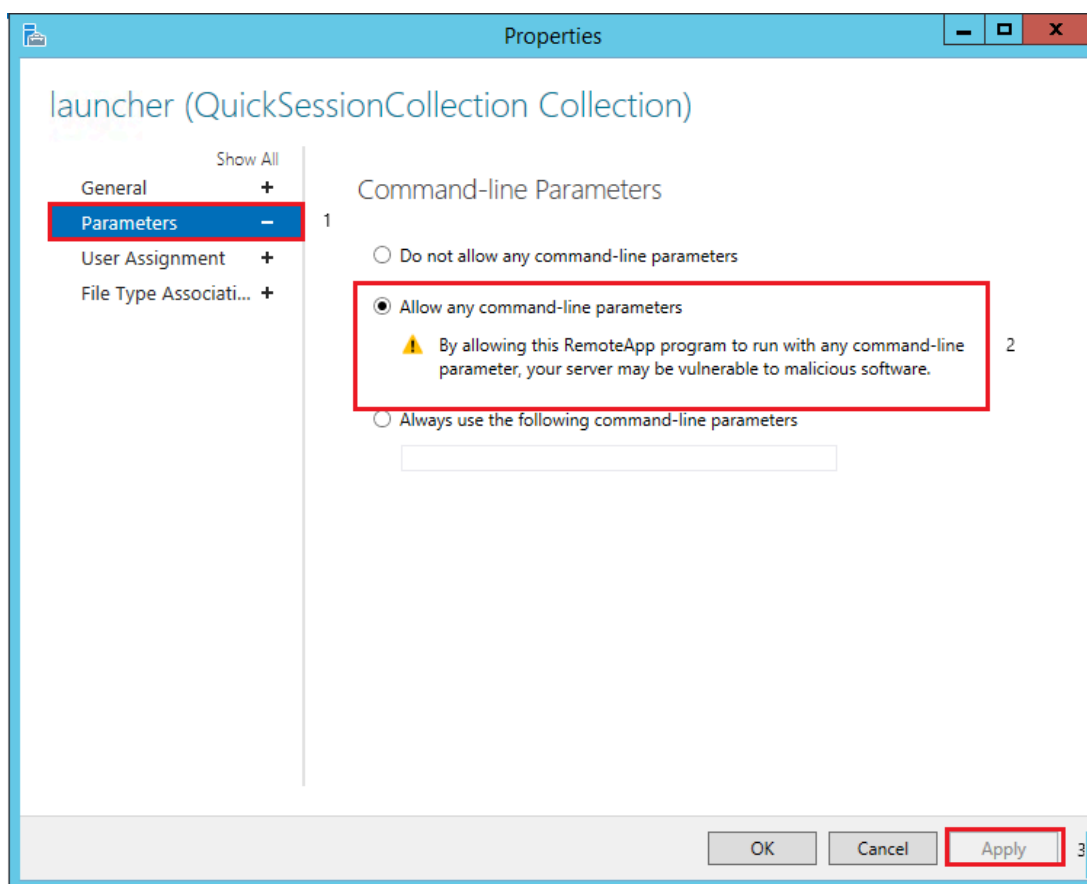 Properties
launcher (QuickSessionCollection Collection)
Show All
General +
Parameters −
1
User Assignment +
File Type Associati... +
Command-line Parameters
Do not allow any command-line parameters
Allow any command-line parameters
By allowing this RemoteApp program to run with any command-line
parameter, your server may be vulnerable to malicious software.
2
Always use the following command-line parameters
OK
Cancel
Apply
3